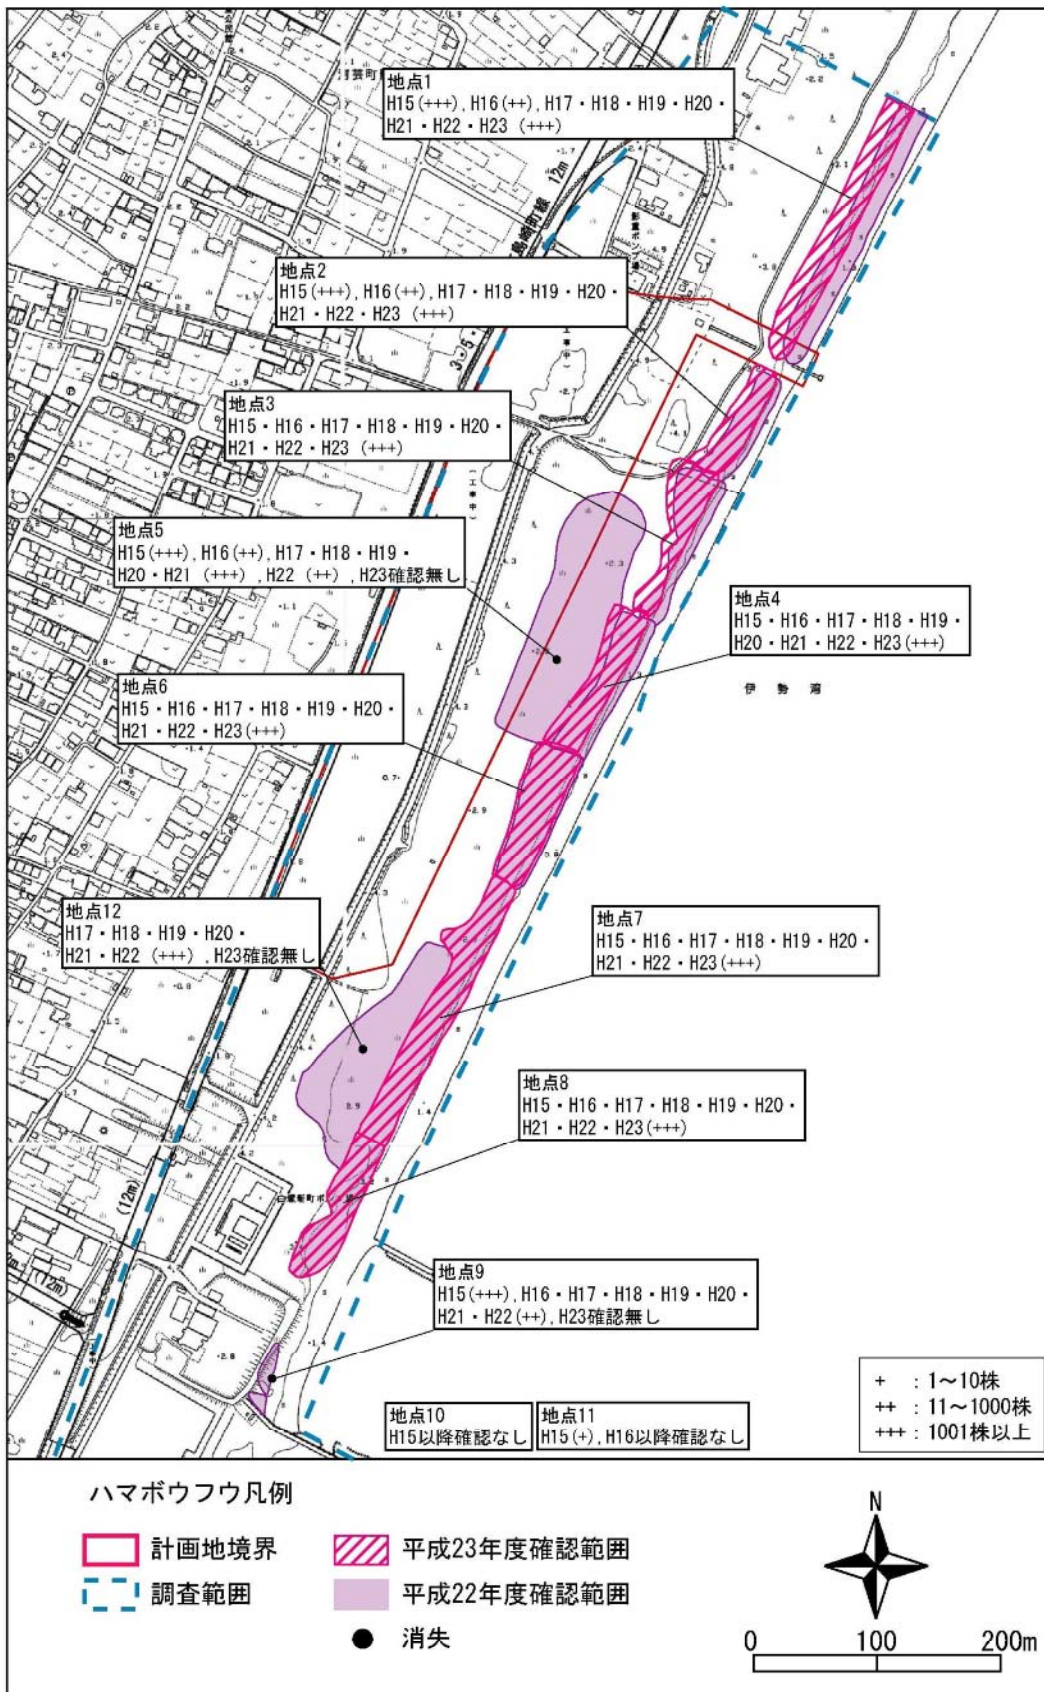 地点1
H15(+++), H16(++), H17・H18・H19・H20・
H21・H22・H23 (+++)
地点2
H15(+++), H16(++), H17・H18・H19・H20・
H21・H22・H23 (+++)
地点3
H15・H16・H17・H18・H19・H20・
H21・H22・H23 (+++)
地点5
H15(+++), H16(++), H17・H18・H19・
H20・H21 (+++) , H22 (++) , H23確認無し
地点4
H15・H16・H17・H18・H19・
H20・H21・H22・H23(+++)
伊勢湾
地点6
H15・H16・H17・H18・H19・H20・
H21・H22・H23(+++)
地点12
H17・H18・H19・H20・
H21・H22 (+++) , H23確認無し
地点7
H15・H16・H17・H18・H19・H20・
H21・H22・H23(+++)
地点8
H15・H16・H17・H18・H19・H20・
H21・H22・H23(+++)
地点9
H15(+++), H16・H17・H18・H19・H20・
H21・H22(++), H23確認無し
地点10
H15以降確認なし
地点11
H15(+), H16以降確認なし
(12m)
+ : 1～10株
++ : 11～1000株
+++ : 1001株以上
ハマボウフウ凡例
計画地境界
調査範囲
平成23年度確認範囲
平成22年度確認範囲
消失
N
0 100 200m